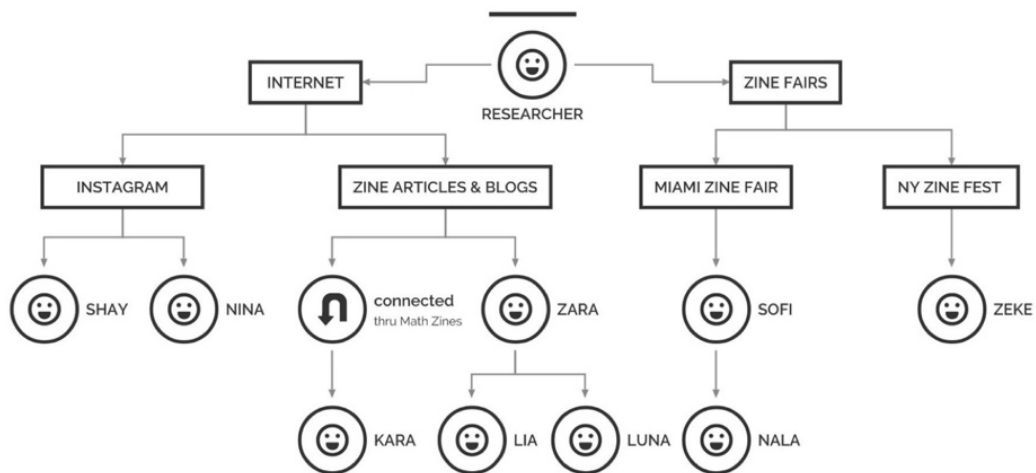 RESEARCHER
INTERNET
ZINE FAIRS
INSTAGRAM
ZINE ARTICLES & BLOGS
MIAMI ZINE FAIR
NY ZINE FEST
SHAY
NINA
connected
thru Math Zines
ZARA
SOFI
ZEKE
KARA
LIA
LUNA
NALA